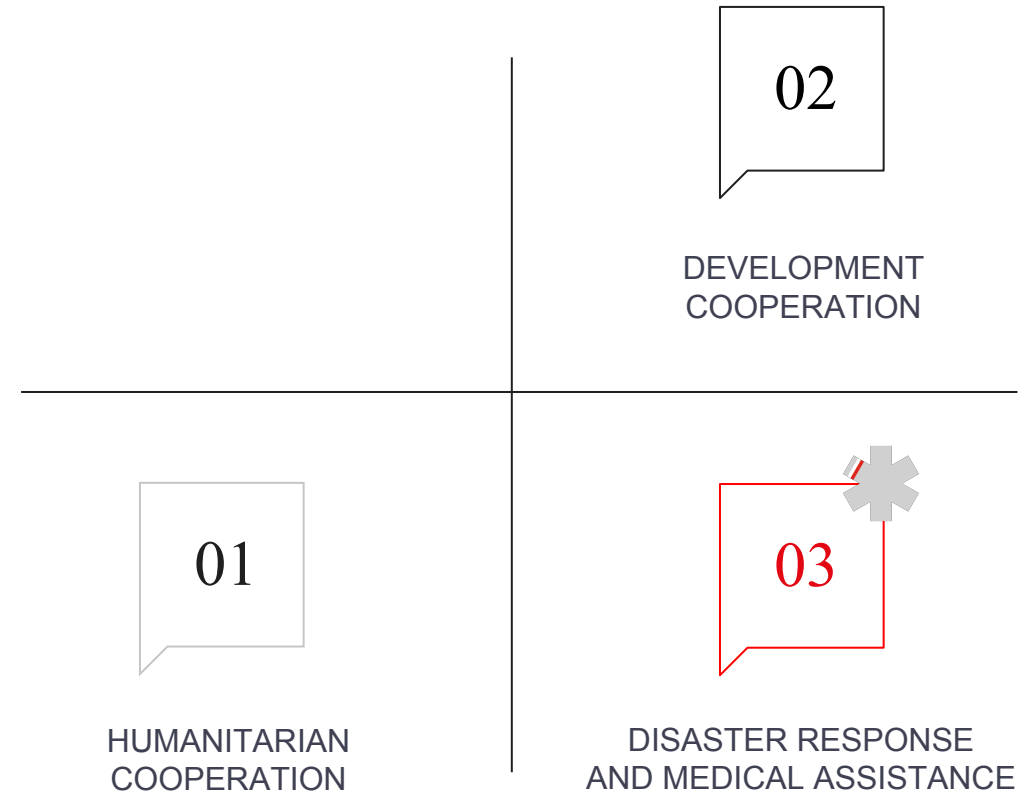 02
DEVELOPMENT
COOPERATION
01
HUMANITARIAN
COOPERATION
03
DISASTER RESPONSE
AND MEDICAL ASSISTANCE